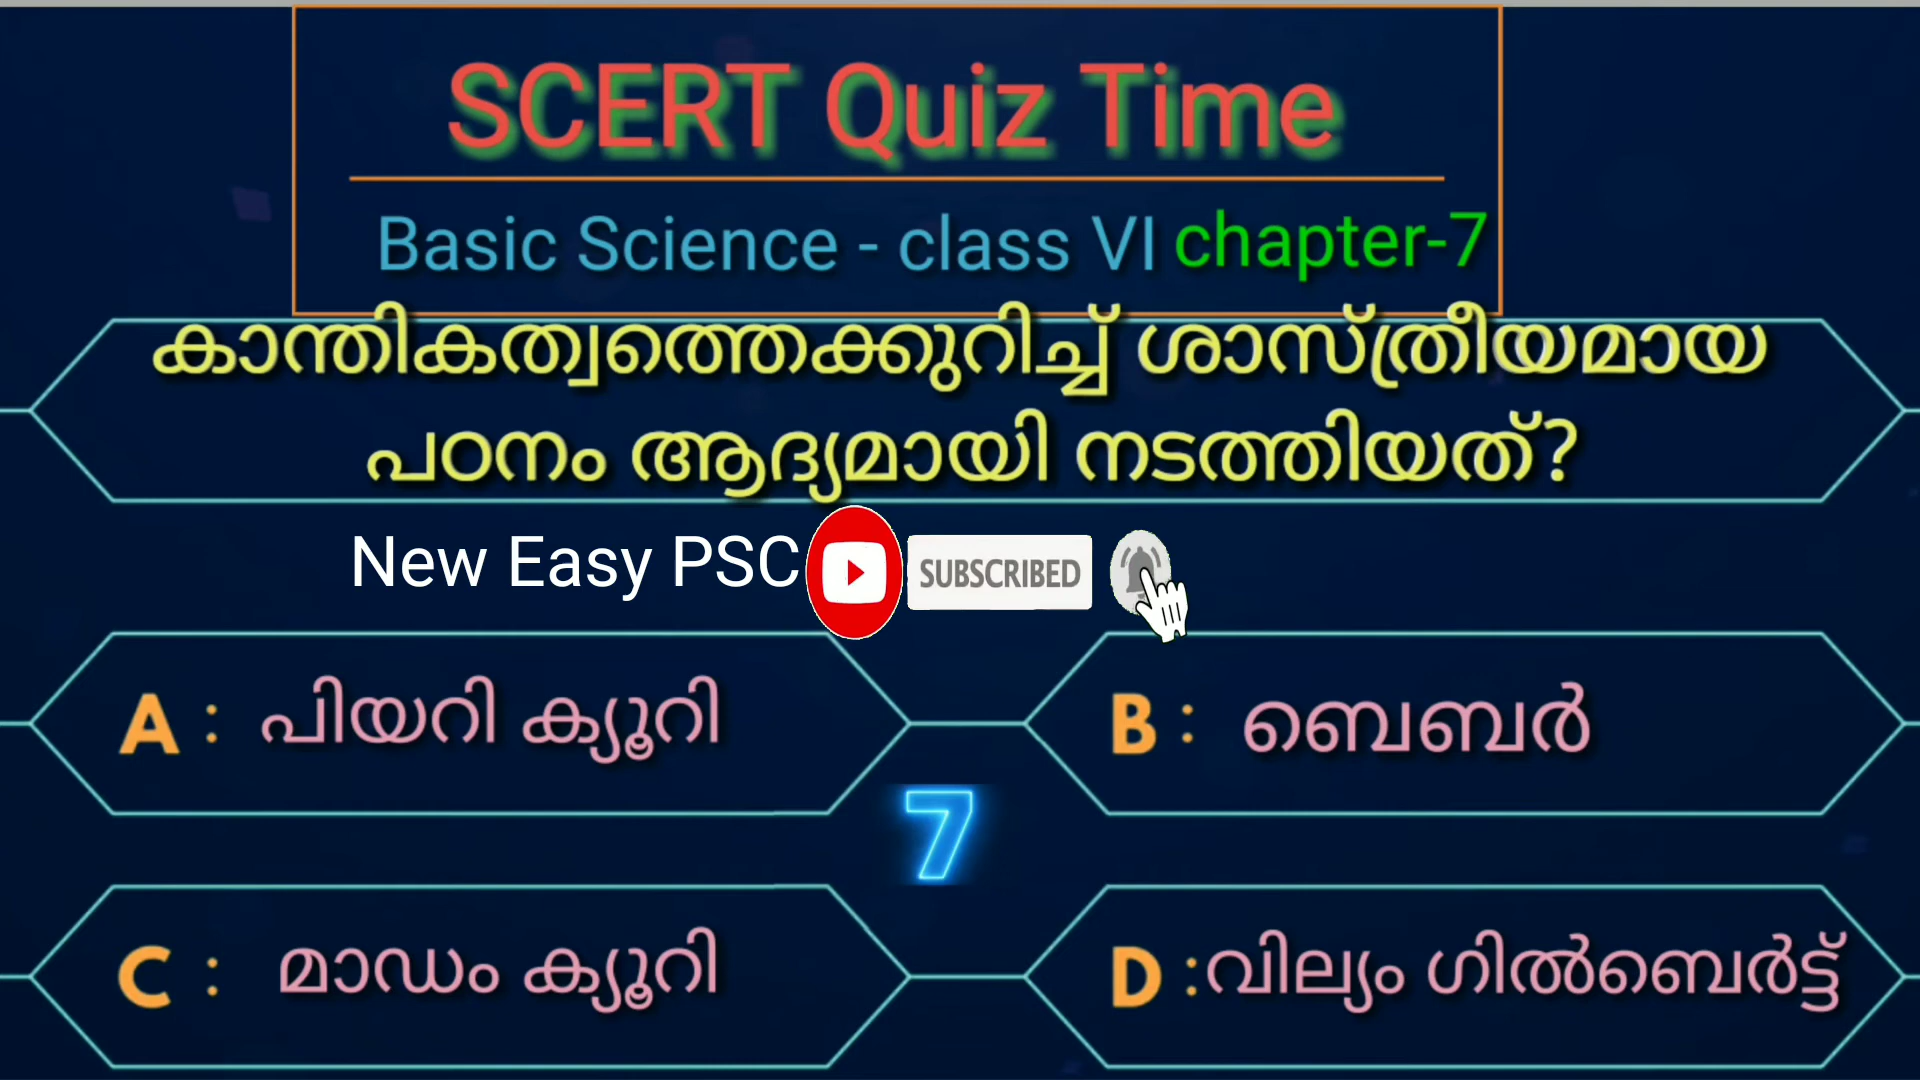 SCERT Quiz Time
Basic Science - class VI chapter-7
കാന്തികത്വത്തെക്കുറിച്ച് ശാസ്ത്രീയമായ
പഠനം ആദ്യമായി നടത്തിയത്?
New Easy PSC SUBSCRIBED
A : പിയറി ക്യൂറി
B : ബെബർ
7
C : മാഡം ക്യൂറി
D :വില്യം ഗിൽബെർട്ട്